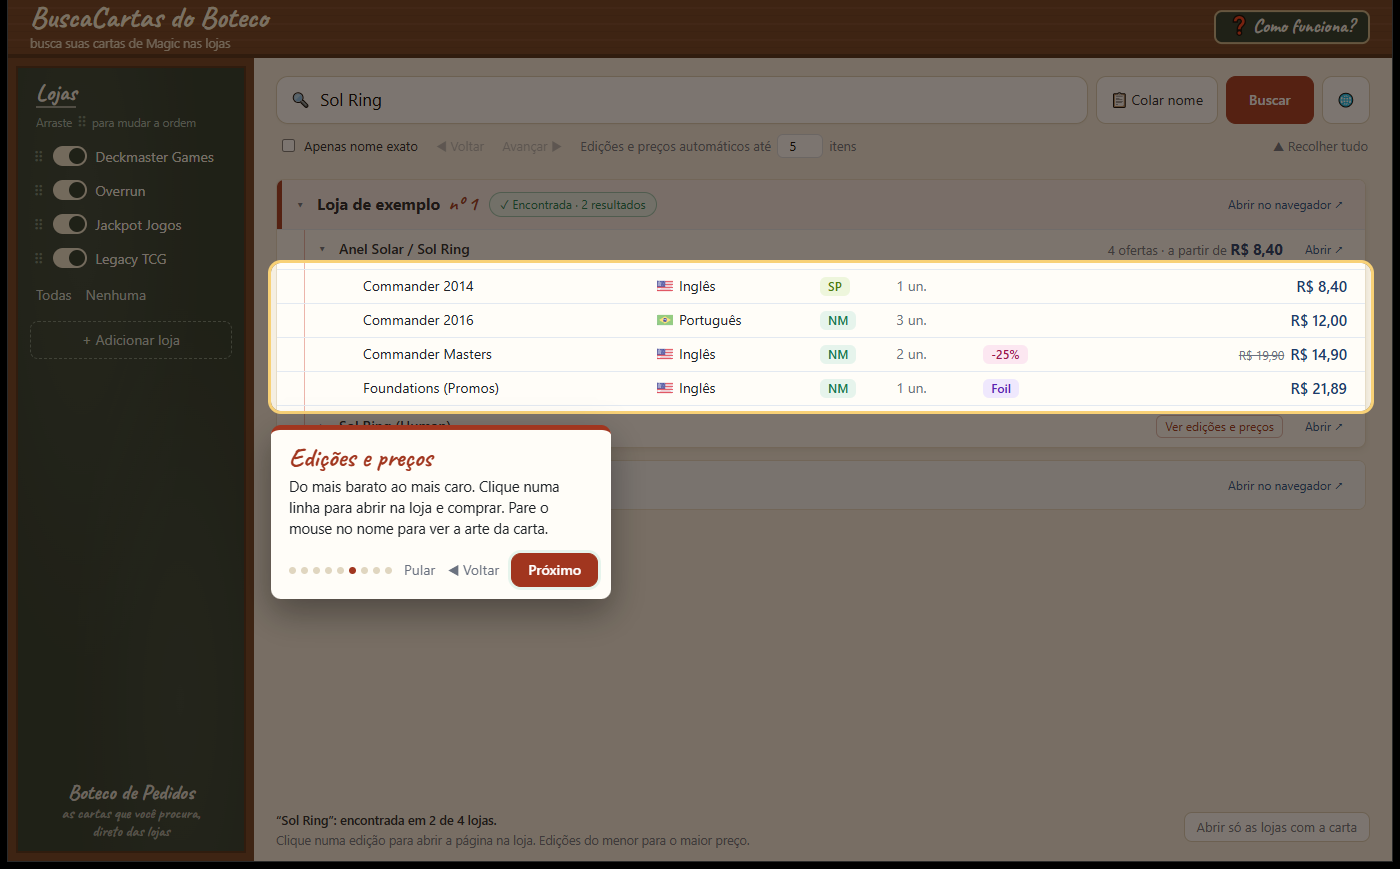 BuscaCartas do Boteco
busca suas cartas de Magic nas lojas
❓ Como funciona?
Lojas
Arraste ⠿ para mudar a ordem
Deckmaster Games
Overrun
Jackpot Jogos
Legacy TCG
Todas Nenhuma
+ Adicionar loja
Boteco de Pedidos
as cartas que você procura,
direto das lojas
🔍 Sol Ring
📋 Colar nome
Buscar
🌐
Apenas nome exato ◀ Voltar Avançar ▶ Edições e preços automáticos até 5 itens
▲ Recolher tudo
Loja de exemplo nº 1 ✓ Encontrada · 2 resultados Abrir no navegador ↗
Anel Solar / Sol Ring 4 ofertas · a partir de R$ 8,40 Abrir ↗
Commander 2014 Inglês SP 1 un. R$ 8,40
Commander 2016 Português NM 3 un. R$ 12,00
Commander Masters Inglês NM 2 un. -25% R$ 19,90 R$ 14,90
Foundations (Promos) Inglês NM 1 un. Foil R$ 21,89
Sol Ring (Human) Ver edições e preços Abrir ↗
Abrir no navegador ↗
Edições e preços
Do mais barato ao mais caro. Clique numa
linha para abrir na loja e comprar. Pare o
mouse no nome para ver a arte da carta.
Pular ◀ Voltar Próximo
“Sol Ring”: encontrada em 2 de 4 lojas.
Clique numa edição para abrir a página na loja. Edições do menor para o maior preço.
Abrir só as lojas com a carta